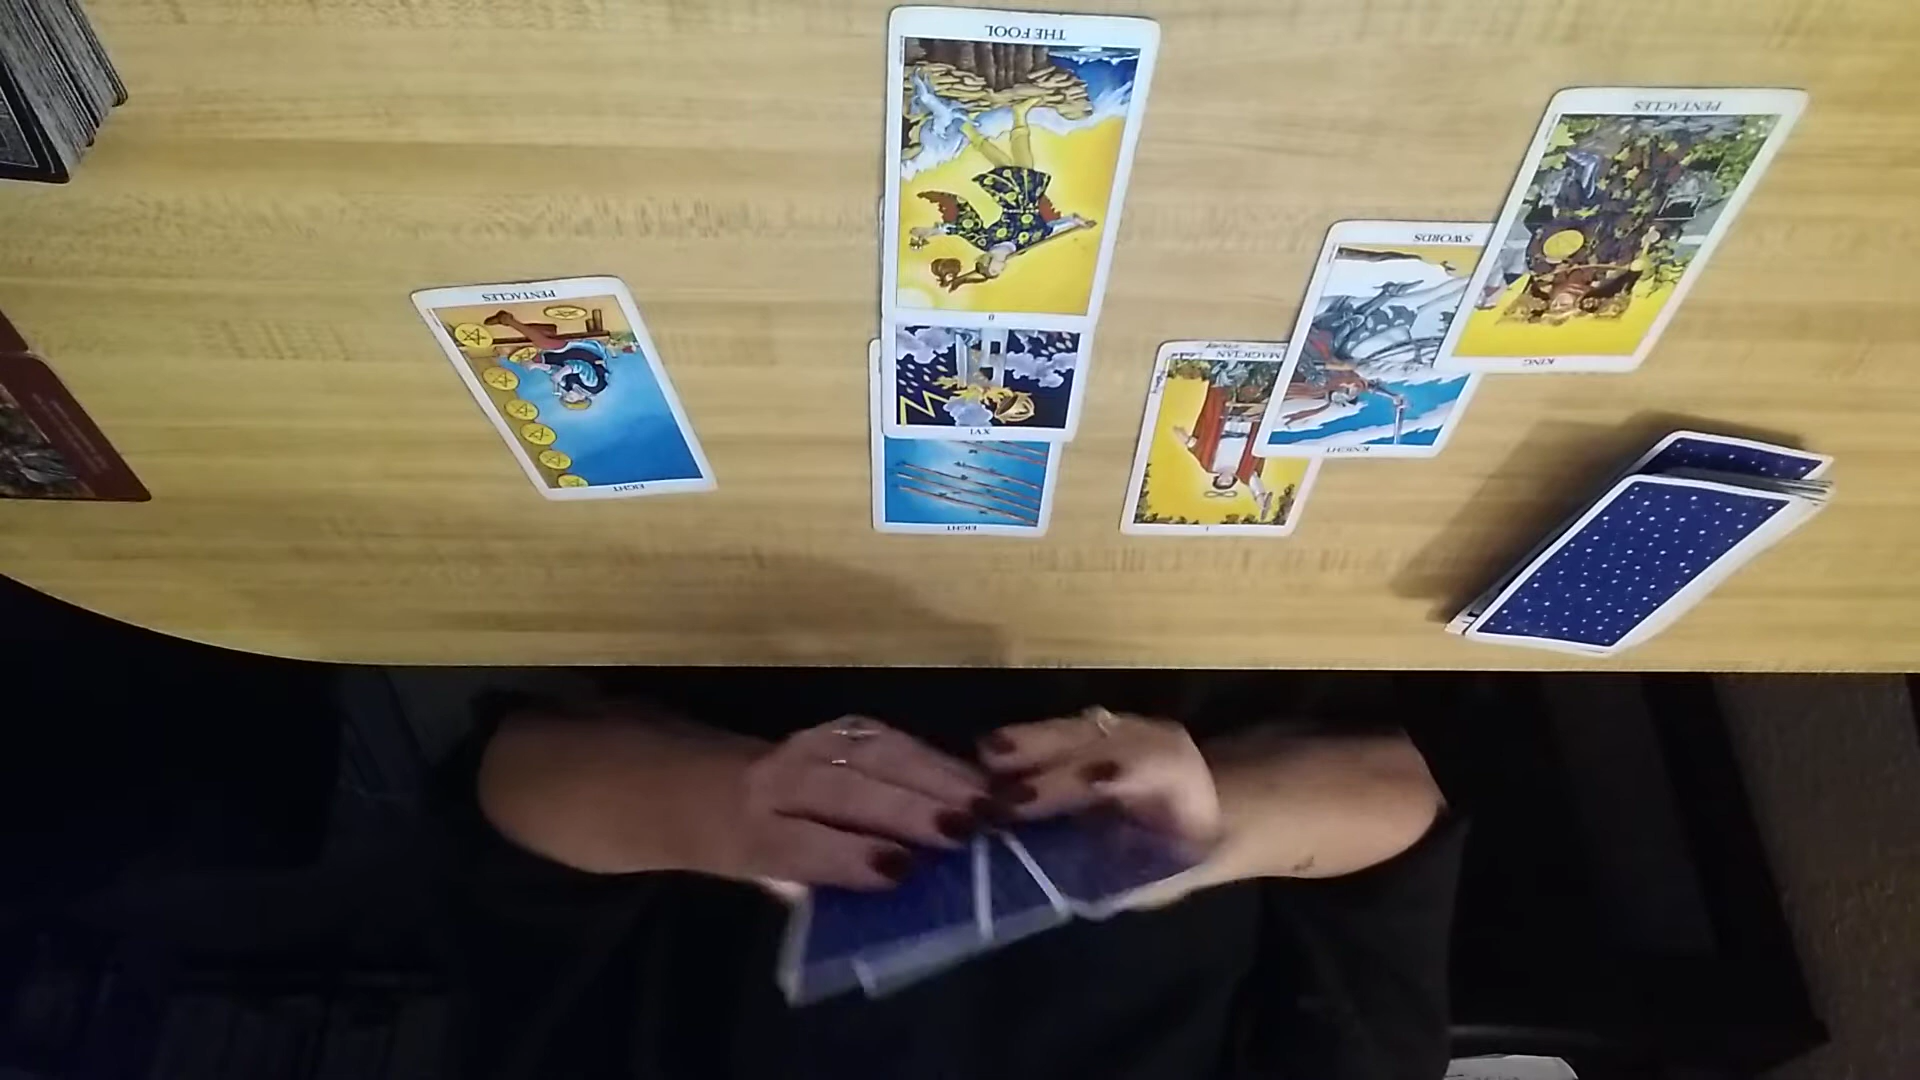 THE FOOL
0
XVI
EIGHT
PENTACLES
EIGHT
MAGICIAN
I
SWORDS
KNIGHT
PENTACLES
KING